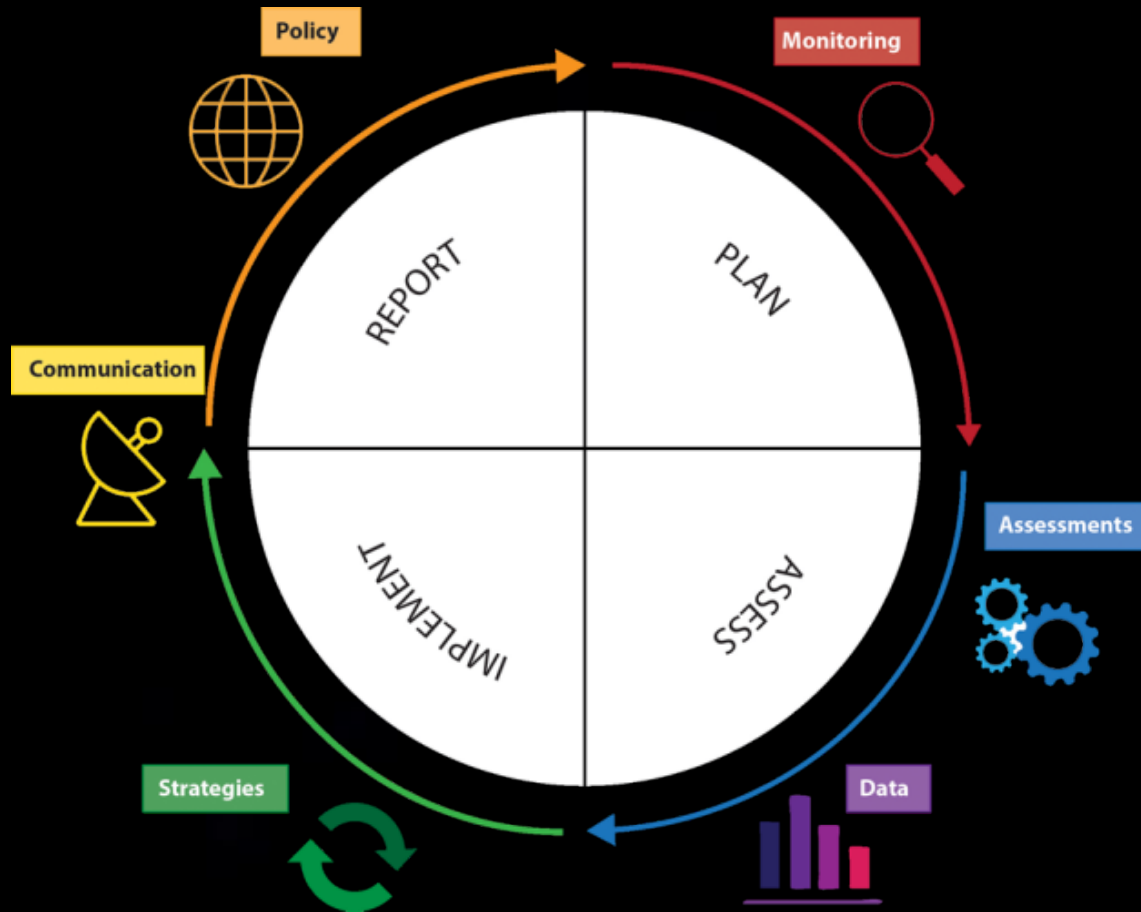 Policy
Monitoring
REPORT
PLAN
Communication
Assessments
IMPLEMENT
ASSESS
Strategies
Data